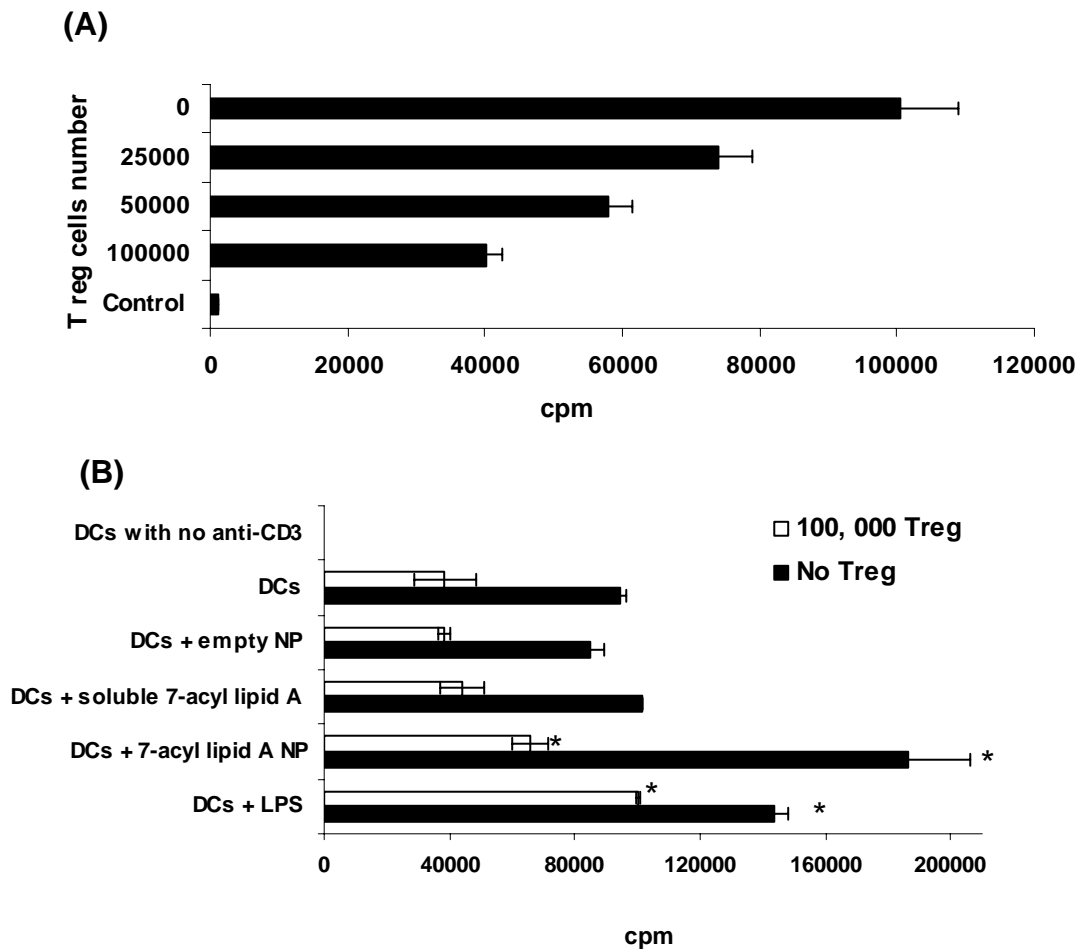 (A)
T reg cells number
0
25000
50000
100000
Control
0 20000 40000 60000 80000 100000 120000
cpm
(B)
DCs with no anti-CD3
DCs
DCs + empty NP
DCs + soluble 7-acyl lipid A
DCs + 7-acyl lipid A NP
DCs + LPS
100, 000 Treg
No Treg
*
*
*
*
0 40000 80000 120000 160000 200000
cpm